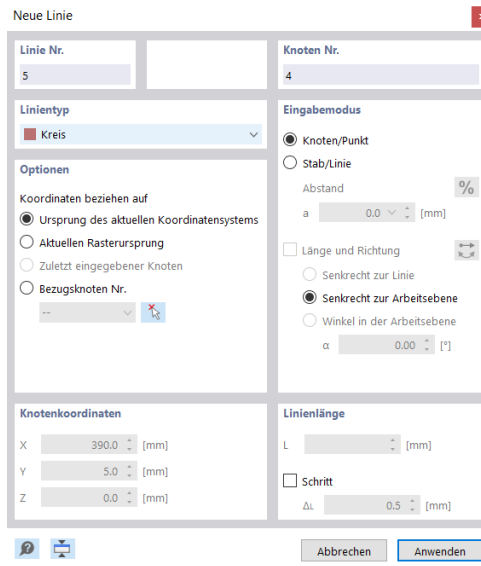 Neue Linie
Linie Nr.
5
Knoten Nr.
4
Linientyp
Kreis
Eingabemodus
Knoten/Punkt
Stab/Linie
Abstand
%
a 0.0 [mm]
Länge und Richtung
Senkrecht zur Linie
Senkrecht zur Arbeitsebene
Winkel in der Arbeitsebene
α 0.00 [°]
Optionen
Koordinaten beziehen auf
Ursprung des aktuellen Koordinatensystems
Aktuellen Rasterursprung
Zuletzt eingegebener Knoten
Bezugsknoten Nr.
--
Knotenkoordinaten
X 390.0 [mm]
Y 5.0 [mm]
Z 0.0 [mm]
Linienlänge
L [mm]
Schritt
ΔL 0.5 [mm]
Abbrechen
Anwenden